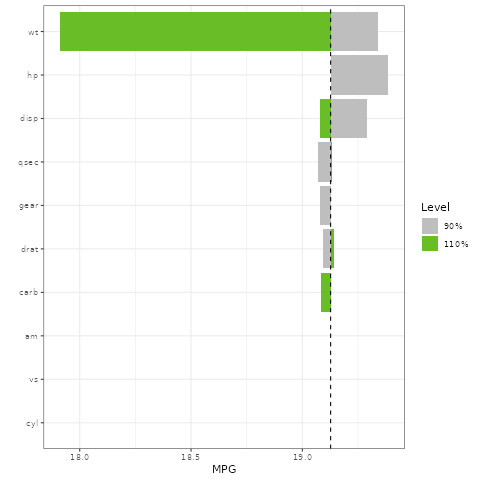 wt
hp
disp
qsec
gear
drat
carb
am
vs
cyl
18.0 18.5 19.0
MPG
Level
90%
110%